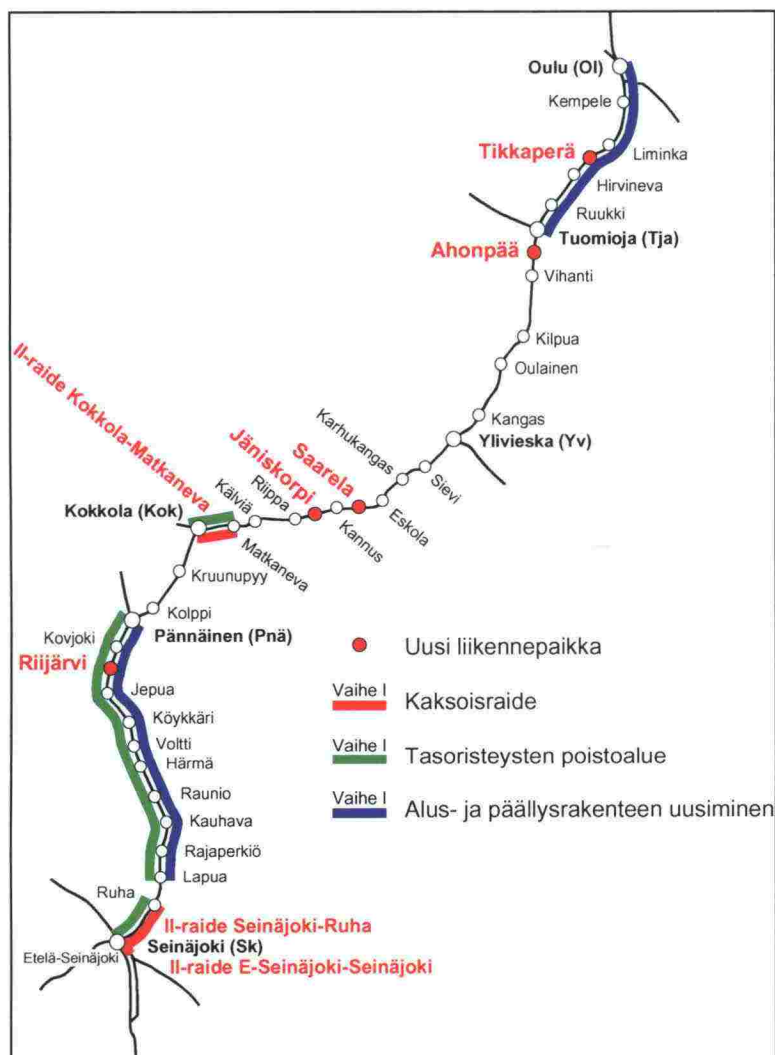 Oulu (Ol)
Kempele
Tikkaperä
Liminka
Hirvineva
Ruukki
Tuomioja (Tja)
Ahonpää
Vihanti
Kilpua
Oulainen
Kangas
Ylivieska (Yv)
II-raide Kokkola-Matkaneva
Karhukangas
Sievi
Saarela
Jäniskorpi
Eskola
Riippa
Kannus
Kälviä
Kokkola (Kok)
Matkaneva
Kruunupyy
Kolppi
Pännäinen (Pnä)
Kovjoki
Riijärvi
Jepua
Köykkäri
Voltti
Härmä
Raunio
Kauhava
Rajaperkiö
Lapua
Ruha
II-raide Seinäjoki-Ruha
Seinäjoki (Sk)
Etelä-Seinäjoki
II-raide E-Seinäjoki-Seinäjoki
Uusi liikennepaikka
Vaihe I
Kaksoisraide
Vaihe I
Tasoristeysten poistoalue
Vaihe I
Alus- ja päällysrakenteen uusiminen